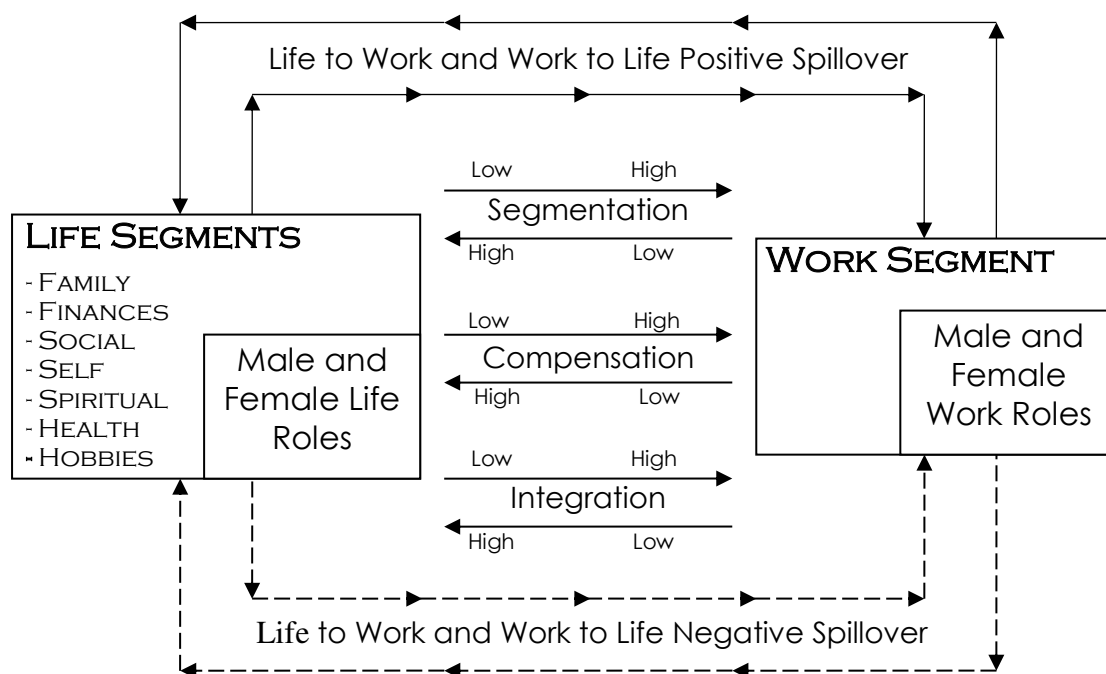 Life to Work and Work to Life Positive Spillover
Low High
Segmentation
High Low
LIFE SEGMENTS
- FAMILY
- FINANCES
- SOCIAL
- SELF
- SPIRITUAL
- HEALTH
- HOBBIES
Male and
Female Life
Roles
Low High
Compensation
High Low
Low High
Integration
High Low
WORK SEGMENT
Male and
Female
Work Roles
Life to Work and Work to Life Negative Spillover